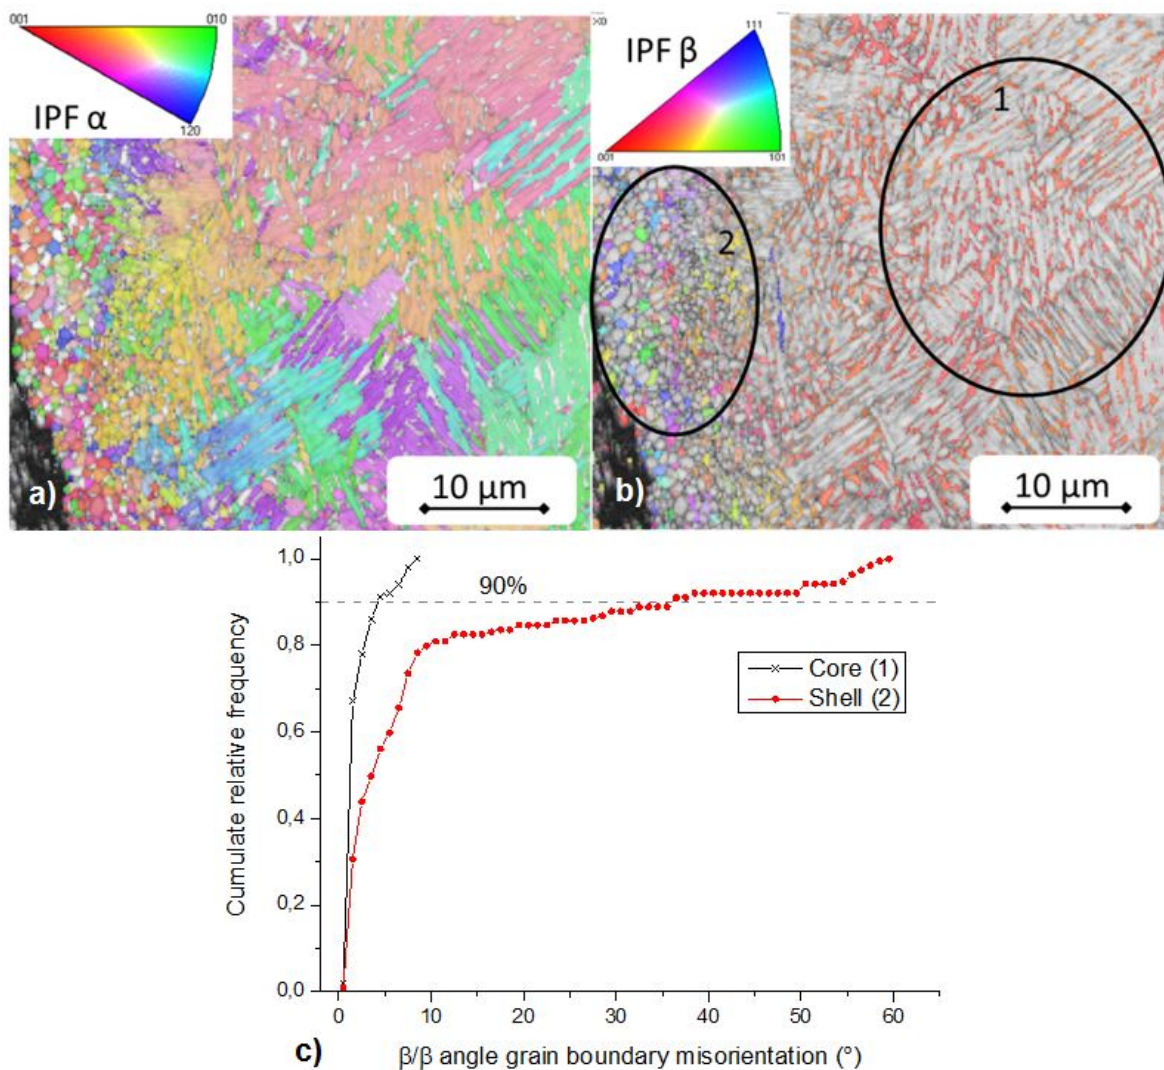 001
010
IPF α
120
a)
10 µm
X0
111
IPF β
001
101
1
2
b)
10 µm
1,0
0,8
0,6
0,4
0,2
0,0
Cumulate relative frequency
90%
Core (1)
Shell (2)
0
10
20
30
40
50
60
c)
β/β angle grain boundary misorientation (°)